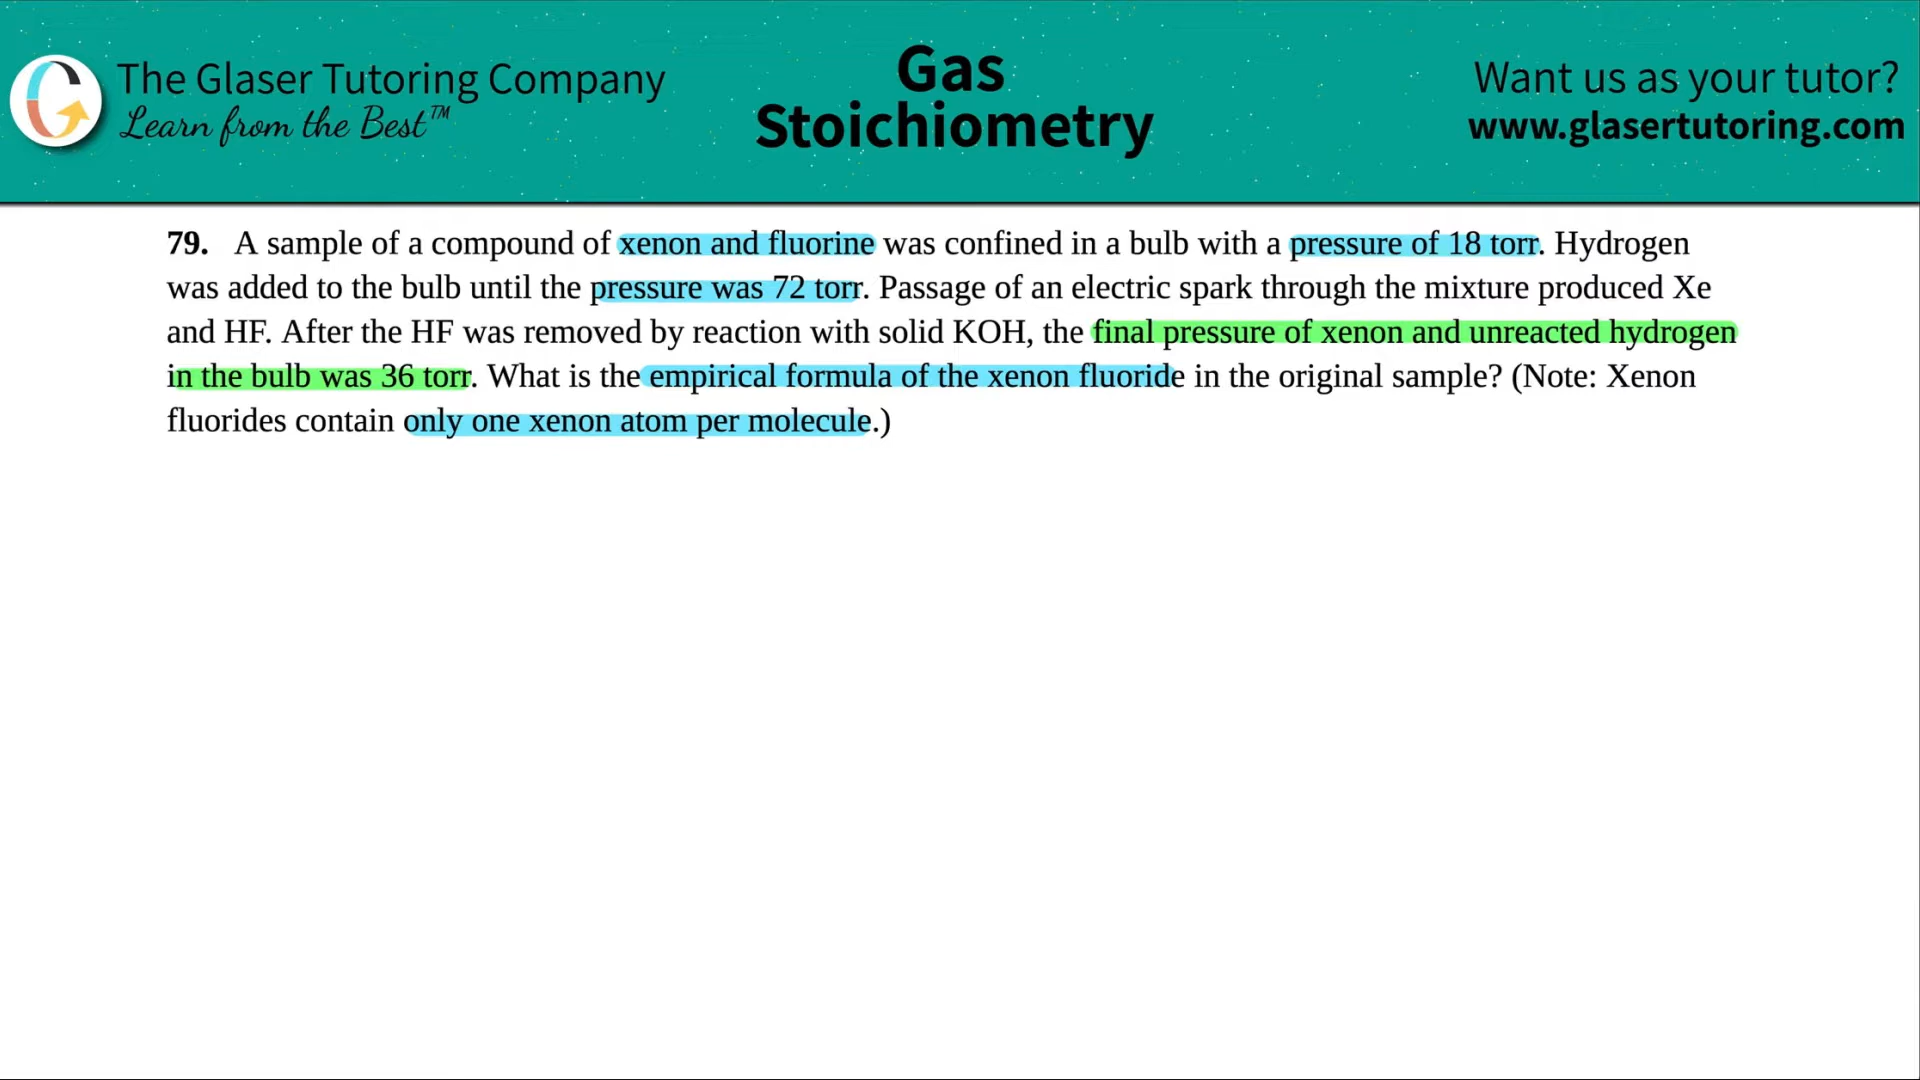 The Glaser Tutoring Company
Learn from the Best™
Gas
Stoichiometry
Want us as your tutor?
www.glasertutoring.com
79. A sample of a compound of xenon and fluorine was confined in a bulb with a pressure of 18 torr. Hydrogen
was added to the bulb until the pressure was 72 torr. Passage of an electric spark through the mixture produced Xe
and HF. After the HF was removed by reaction with solid KOH, the final pressure of xenon and unreacted hydrogen
in the bulb was 36 torr. What is the empirical formula of the xenon fluoride in the original sample? (Note: Xenon
fluorides contain only one xenon atom per molecule.)